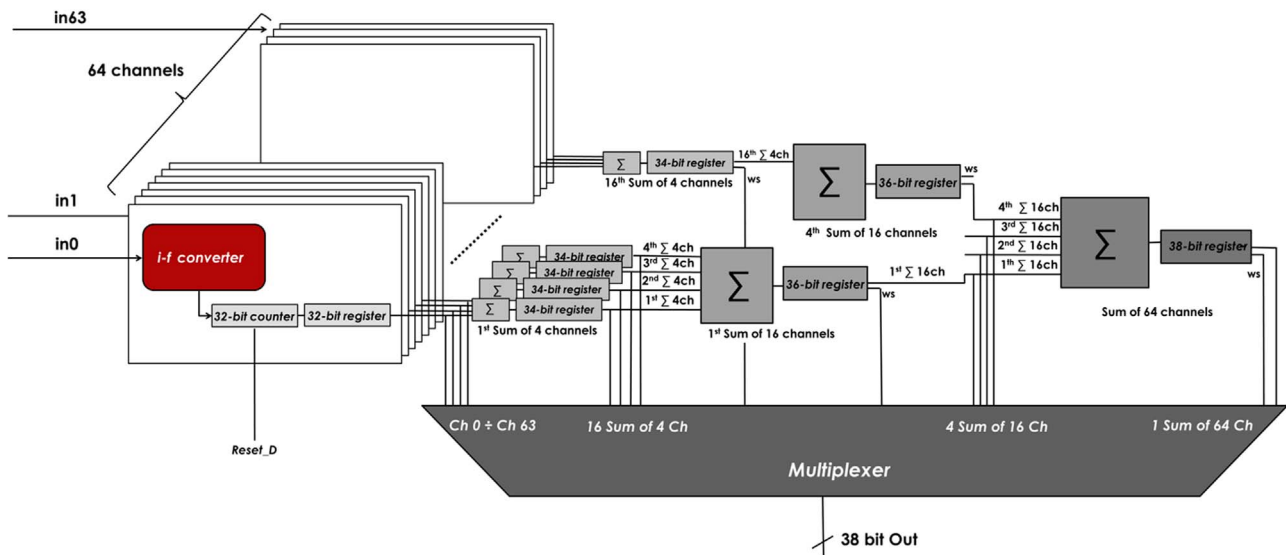 in63
64 channels
in1
in0
i-f converter
32-bit counter
32-bit register
Reset_D
Σ
34-bit register
16th Sum of 4 channels
ws
16th Σ 4ch
Σ
36-bit register
ws
4th Sum of 16 channels
Σ
34-bit register
Σ
34-bit register
Σ
34-bit register
Σ
34-bit register
1st Sum of 4 channels
4th Σ 4ch
3rd Σ 4ch
2nd Σ 4ch
1st Σ 4ch
Σ
36-bit register
ws
1st Sum of 16 channels
1st Σ 16ch
4th Σ 16ch
3rd Σ 16ch
2nd Σ 16ch
1th Σ 16ch
Σ
38-bit register
ws
Sum of 64 channels
Ch 0 ÷ Ch 63
16 Sum of 4 Ch
4 Sum of 16 Ch
1 Sum of 64 Ch
Multiplexer
38 bit Out